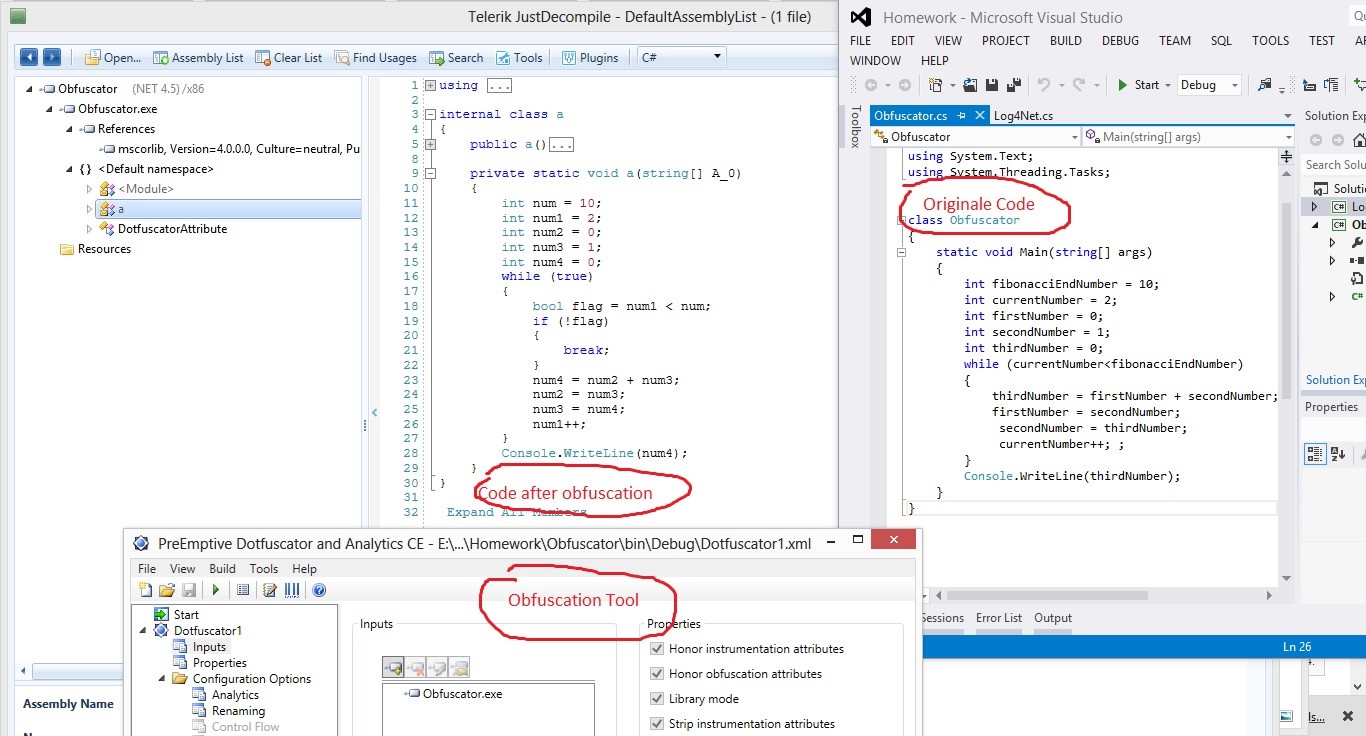 Telerik JustDecompile - DefaultAssemblyList - (1 file)
Open... Assembly List Clear List Find Usages Search Tools Plugins C#
Obfuscator (NET 4.5) /x86
Obfuscator.exe
References
mscorlib, Version=4.0.0.0, Culture=neutral, Pu
{} <Default namespace>
<Module>
a
DotfuscatorAttribute
Resources
Assembly Name
1 using ...
2
3 internal class a
4 {
5 public a()...
8
9 private static void a(string[] A_0)
10 {
11 int num = 10;
12 int num1 = 2;
13 int num2 = 0;
14 int num3 = 1;
15 int num4 = 0;
16 while (true)
17 {
18 bool flag = num1 < num;
19 if (!flag)
20 {
21 break;
22 }
23 num4 = num2 + num3;
24 num2 = num3;
25 num3 = num4;
26 num1++;
27 }
28 Console.WriteLine(num4);
29 }
30 }
31
32 Expand All Members
Code after obfuscation
Homework - Microsoft Visual Studio
Qu
FILE EDIT VIEW PROJECT BUILD DEBUG TEAM SQL TOOLS TEST AR
WINDOW HELP
Start Debug
Toolbox
Obfuscator.cs Log4Net.cs
Obfuscator Main(string[] args)
using System.Text;
using System.Threading.Tasks;
Originale Code
class Obfuscator
{
static void Main(string[] args)
{
int fibonacciEndNumber = 10;
int currentNumber = 2;
int firstNumber = 0;
int secondNumber = 1;
int thirdNumber = 0;
while (currentNumber<fibonacciEndNumber)
{
thirdNumber = firstNumber + secondNumber;
firstNumber = secondNumber;
secondNumber = thirdNumber;
currentNumber++; ;
}
Console.WriteLine(thirdNumber);
}
}
Solution Exp
Search Solu
Soluti
C# Lo
C# Ob
C#
Solution Exp
Properties
essions Error List Output
Ln 26
PreEmptive Dotfuscator and Analytics CE - E:\...\Homework\Obfuscator\bin\Debug\Dotfuscator1.xml
File View Build Tools Help
Obfuscation Tool
Start
Dotfuscator1
Inputs
Properties
Configuration Options
Analytics
Renaming
Control Flow
Inputs
Obfuscator.exe
Properties
Honor instrumentation attributes
Honor obfuscation attributes
Library mode
Strip instrumentation attributes